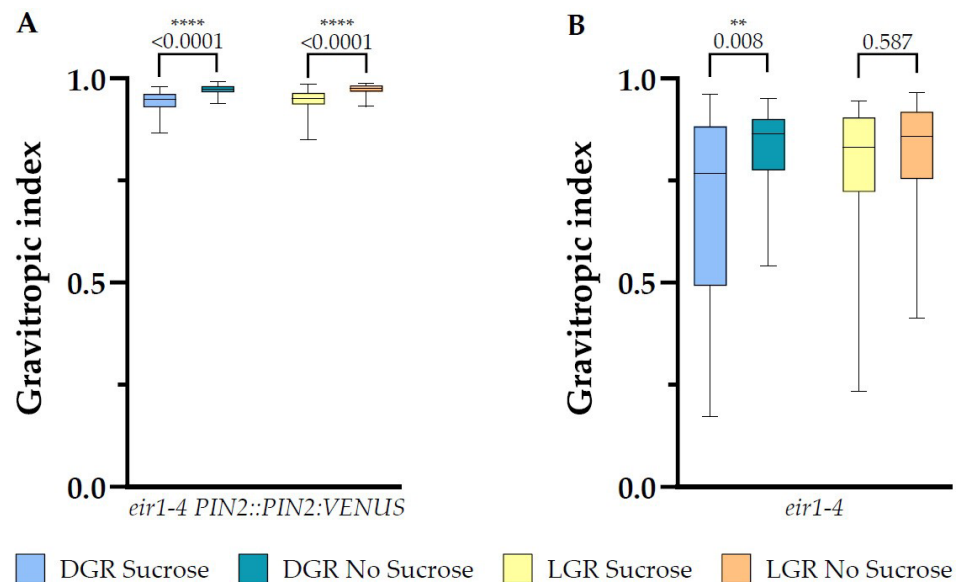 A
****
<0.0001
****
<0.0001
Gravitropic index
1.0
0.5
0.0
eir1-4 PIN2::PIN2:VENUS
B
**
0.008
0.587
Gravitropic index
1.0
0.5
0.0
eir1-4
DGR Sucrose
DGR No Sucrose
LGR Sucrose
LGR No Sucrose